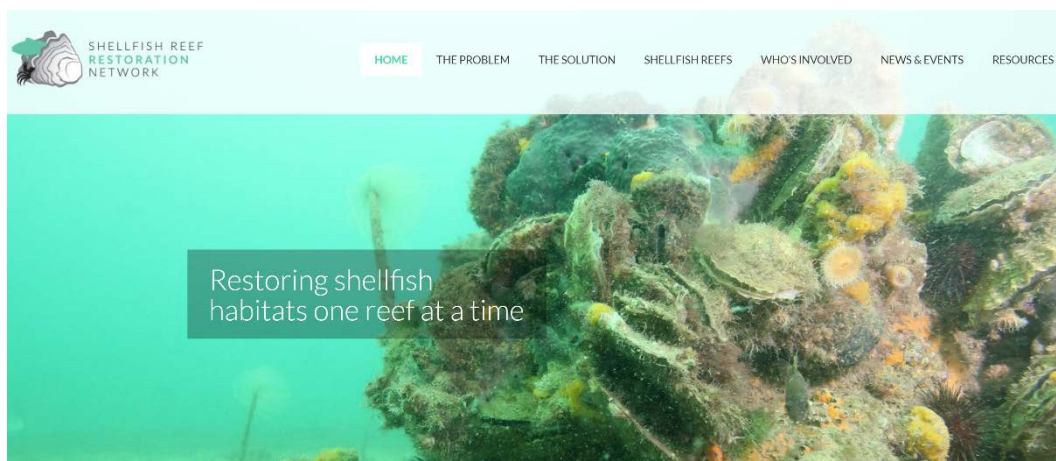 SHELLFISH REEF
RESTORATION
NETWORK
HOME THE PROBLEM THE SOLUTION SHELLFISH REEFS WHO'S INVOLVED NEWS & EVENTS RESOURCES
Restoring shellfish
habitats one reef at a time